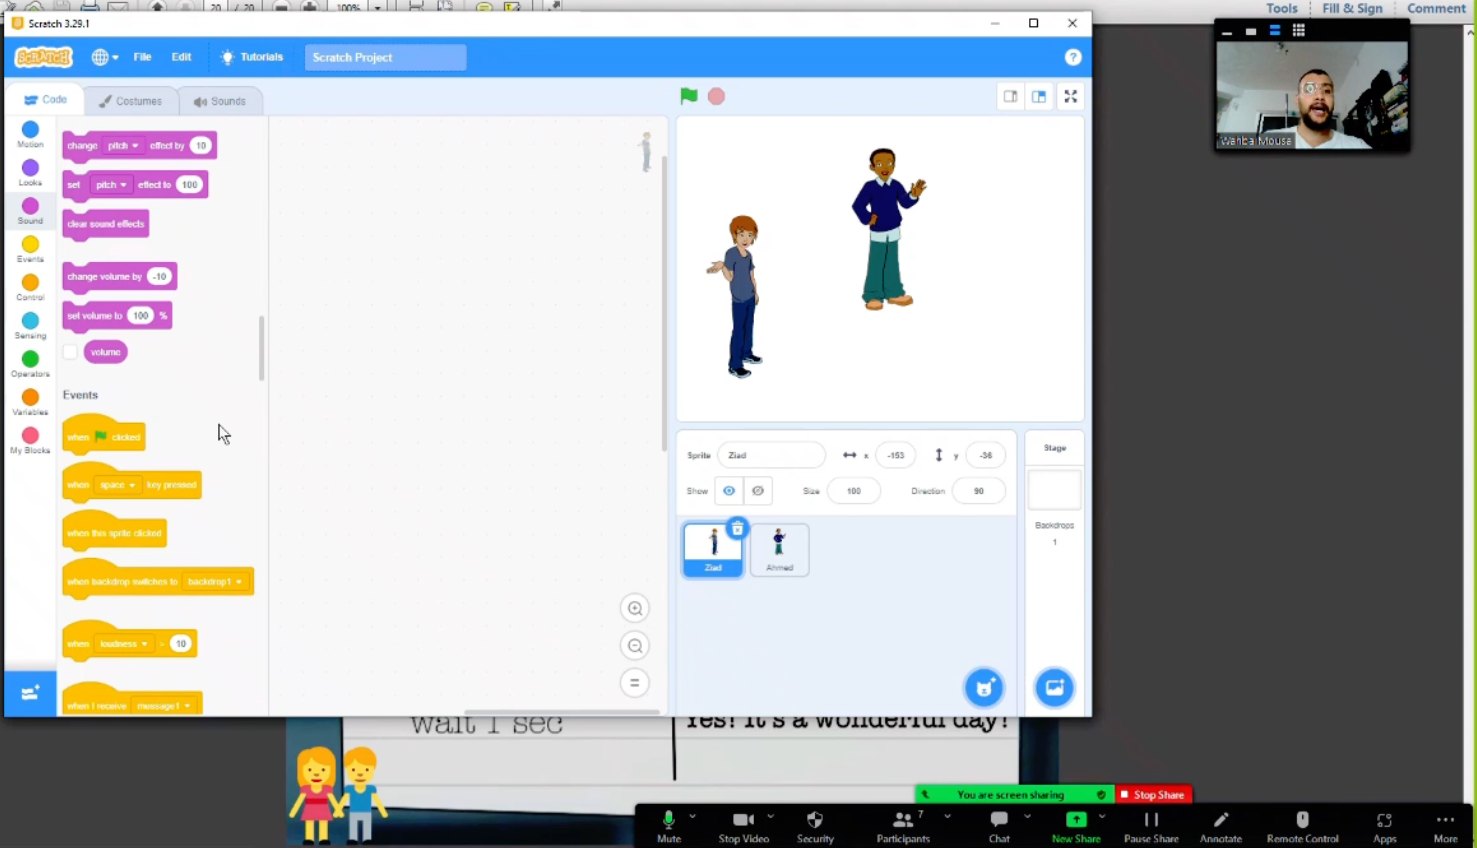 20 / 20
100%
Tools
Fill & Sign
Comment
Scratch 3.29.1
SCRATCH
File
Edit
Tutorials
Scratch Project
?
Code
Costumes
Sounds
Motion
Looks
Sound
Events
Control
Sensing
Operators
Variables
My Blocks
change pitch effect by 10
set pitch effect to 100
clear sound effects
change volume by -10
set volume to 100 %
volume
Events
when clicked
when space key pressed
when this sprite clicked
when backdrop switches to backdrop1
when loudness > 10
when I receive message1
Sprite Ziad x -153 y -36
Show Size 100 Direction 90
Ziad
Ahmed
Stage
Backdrops
1
Wahba Mousa
wait 1 sec
Yes! It's a wonderful day!
You are screen sharing
Stop Share
Mute
Stop Video
Security
Participants
7
Chat
New Share
Pause Share
Annotate
Remote Control
Apps
More